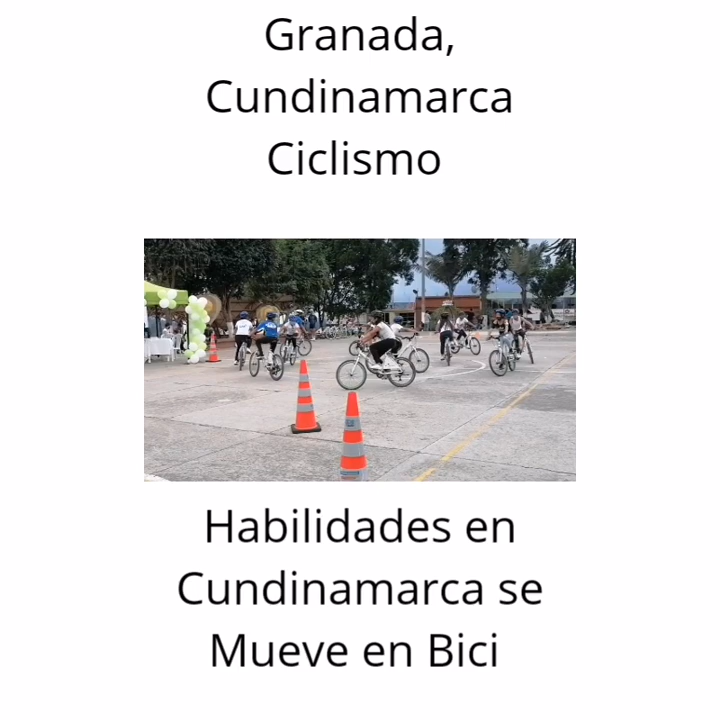 Granada,
Cundinamarca
Ciclismo
Habilidades en
Cundinamarca se
Mueve en Bici